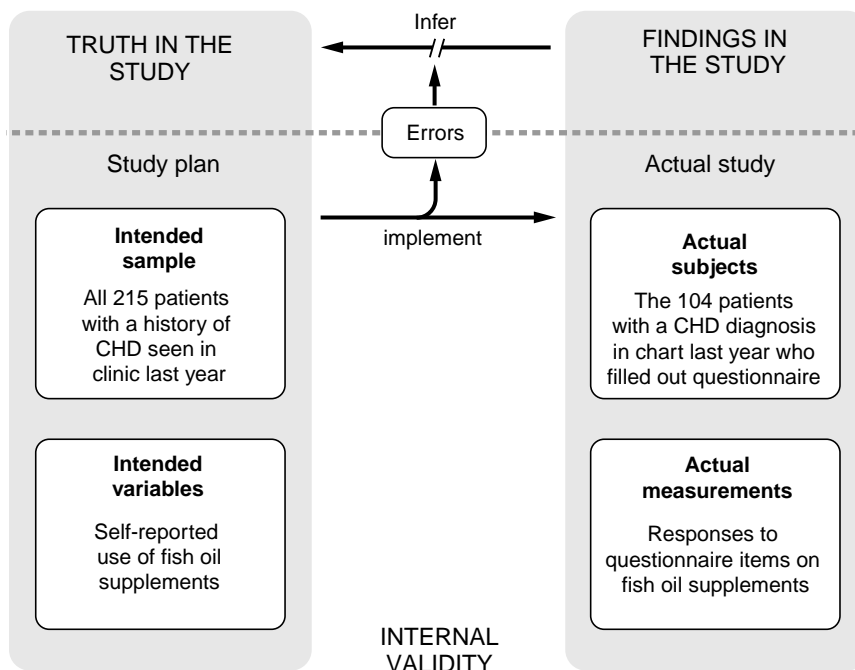 Infer
TRUTH IN THE
STUDY
FINDINGS IN
THE STUDY
Errors
Study plan
Actual study
implement
Intended
sample
All 215 patients
with a history of
CHD seen in
clinic last year
Actual
subjects
The 104 patients
with a CHD diagnosis
in chart last year who
filled out questionnaire
Intended
variables
Self-reported
use of fish oil
supplements
Actual
measurements
Responses to
questionnaire items on
fish oil supplements
INTERNAL
VALIDITY